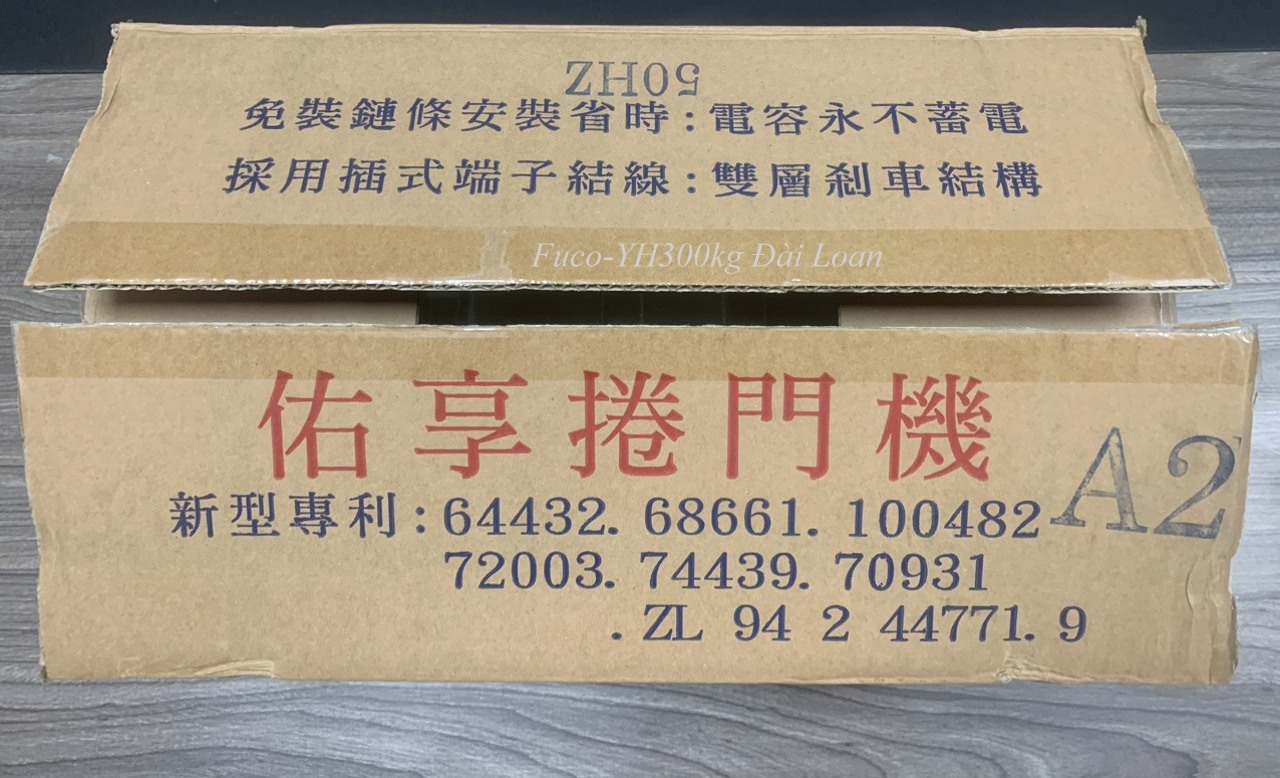 50HZ
免裝鏈條安裝省時:電容永不蓄電
採用插式端子結線:雙層剎車結構
Fuco-YH300kg Đài Loan
佑享捲門機
新型專利:64432. 68661. 100482
72003. 74439. 70931
. ZL 94 2 44771. 9
A2